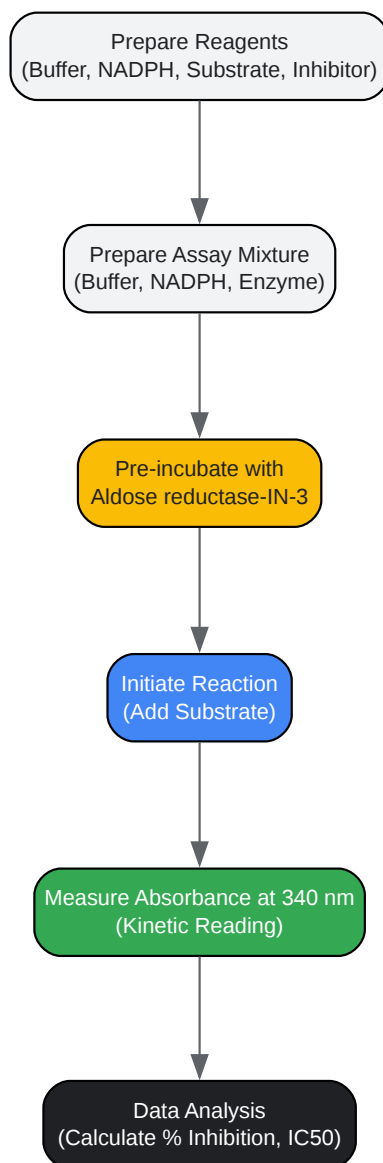 Prepare Reagents
(Buffer, NADPH, Substrate, Inhibitor)
Prepare Assay Mixture
(Buffer, NADPH, Enzyme)
Pre-incubate with
Aldose reductase-IN-3
Initiate Reaction
(Add Substrate)
Measure Absorbance at 340 nm
(Kinetic Reading)
Data Analysis
(Calculate % Inhibition, IC50)